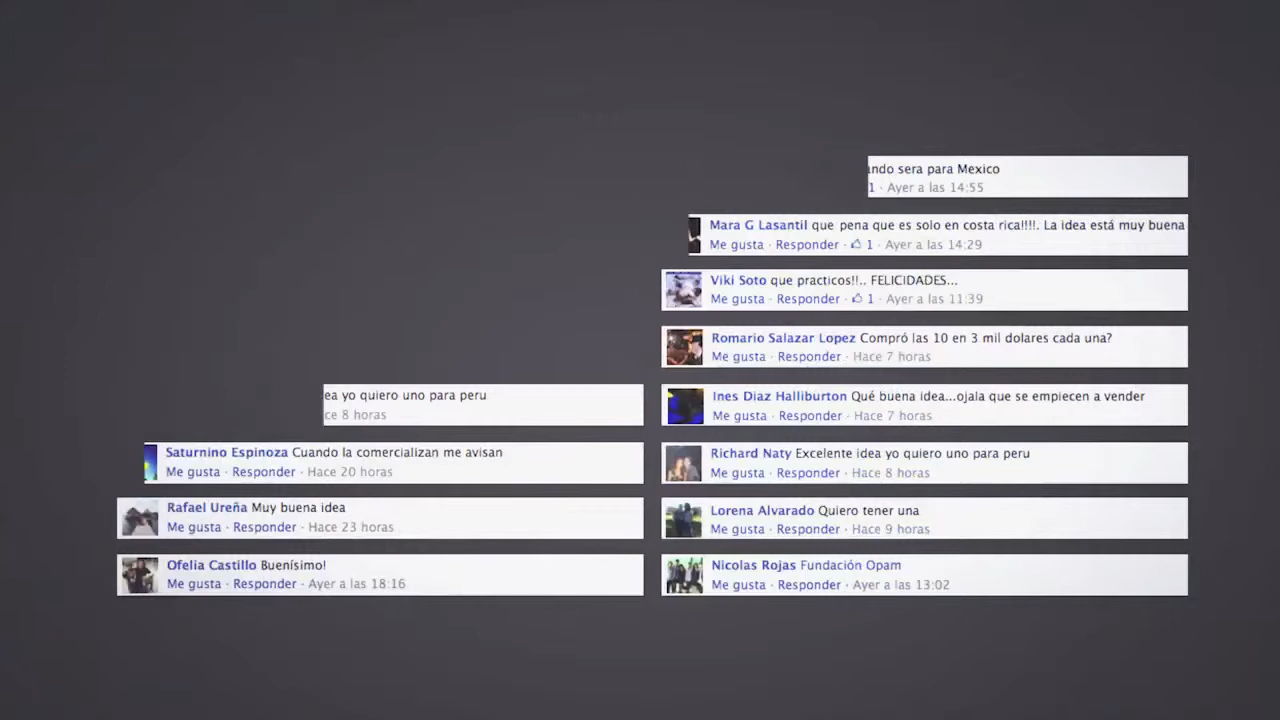 ea yo quiero uno para peru
ce 8 horas
Saturnino Espinoza Cuando la comercializan me avisan
Me gusta · Responder · Hace 20 horas
Rafael Ureña Muy buena idea
Me gusta · Responder · Hace 23 horas
Ofelia Castillo Buenísimo!
Me gusta · Responder · Ayer a las 18:16
ndo sera para Mexico
1 · Ayer a las 14:55
Mara G Lasantil que pena que es solo en costa rica!!!!. La idea está muy buena
Me gusta · Responder · 1 · Ayer a las 14:29
Viki Soto que practicos!!.. FELICIDADES...
Me gusta · Responder · 1 · Ayer a las 11:39
Romario Salazar Lopez Compró las 10 en 3 mil dolares cada una?
Me gusta · Responder · Hace 7 horas
Ines Diaz Halliburton Qué buena idea...ojala que se empiecen a vender
Me gusta · Responder · Hace 7 horas
Richard Naty Excelente idea yo quiero uno para peru
Me gusta · Responder · Hace 8 horas
Lorena Alvarado Quiero tener una
Me gusta · Responder · Hace 9 horas
Nicolas Rojas Fundación Opam
Me gusta · Responder · Ayer a las 13:02